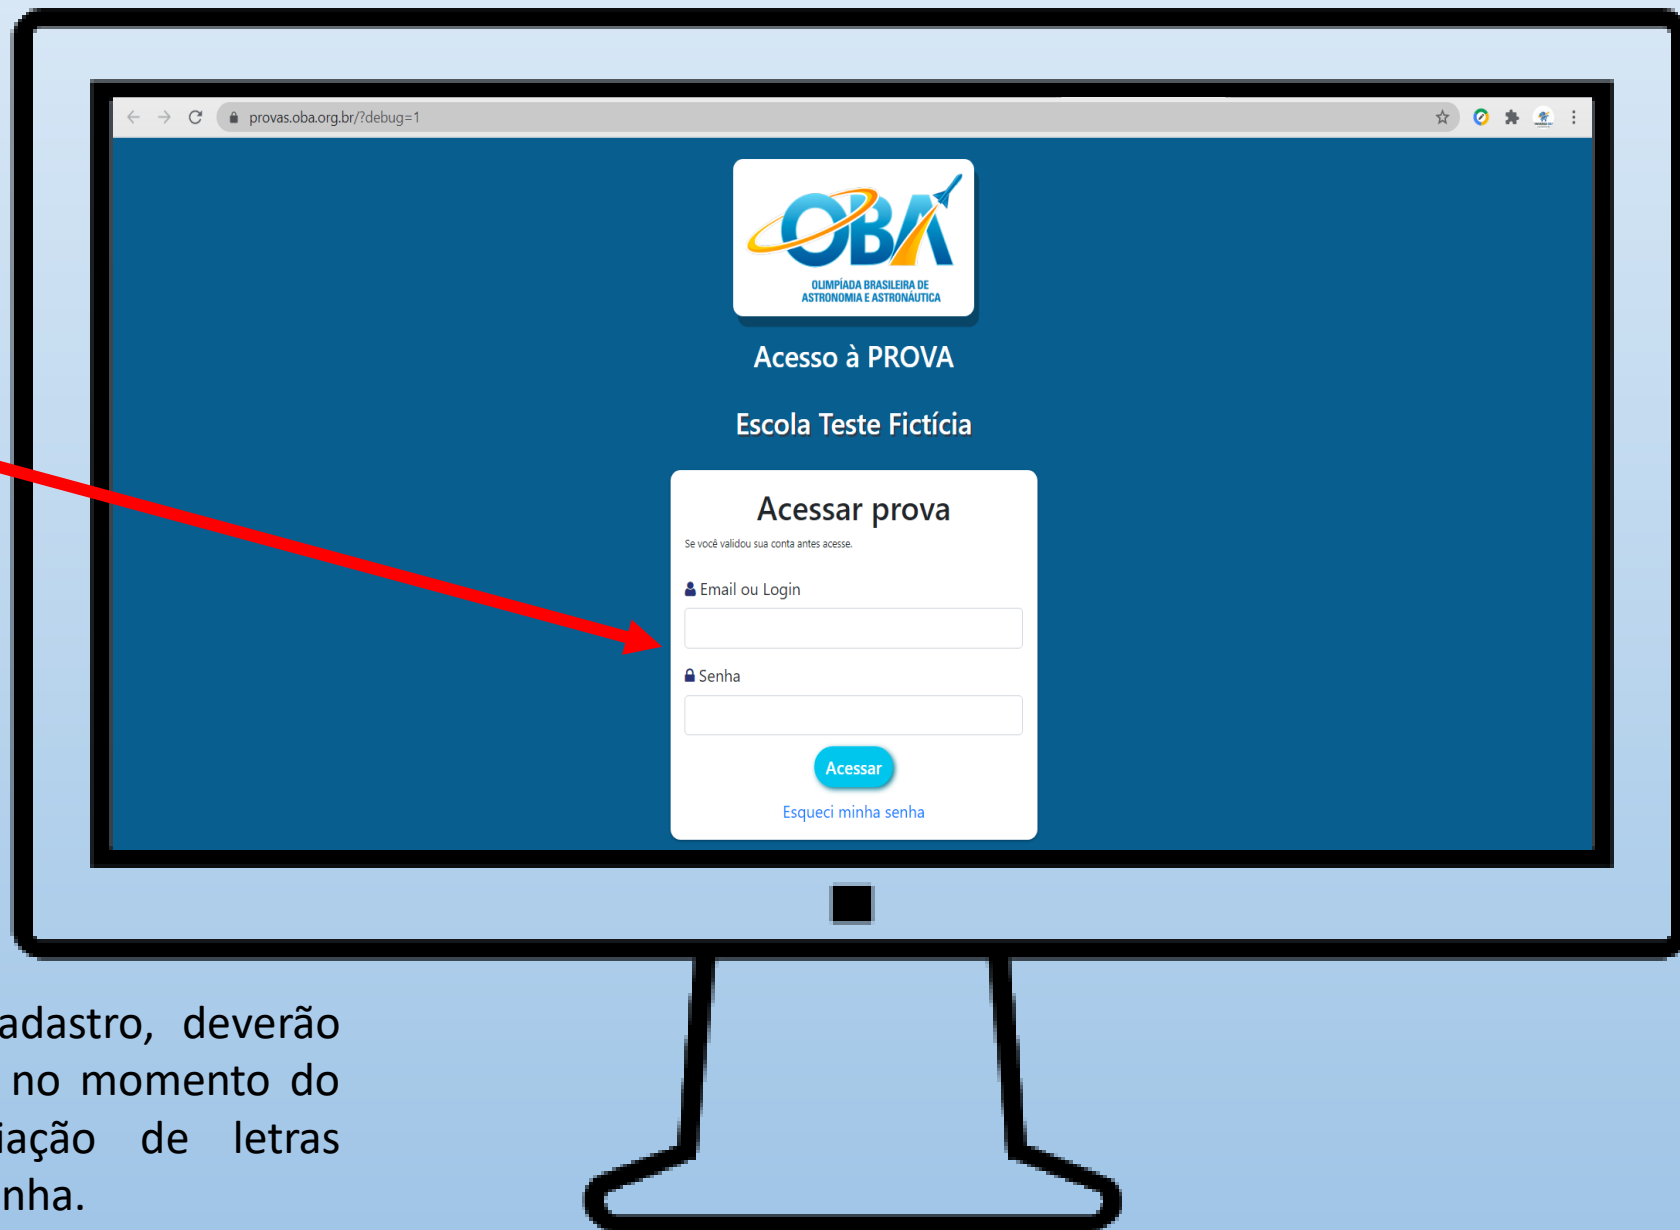 provas.oba.org.br/?debug=1
OBA
OLIMPÍADA BRASILEIRA DE
ASTRONOMIA E ASTRONÁUTICA
Acesso à PROVA
Escola Teste Fictícia
Acessar prova
Se você validou sua conta antes acesse.
Email ou Login
Senha
Acessar
Esqueci minha senha
adastro, deverão
no momento do
iação de letras
nha.